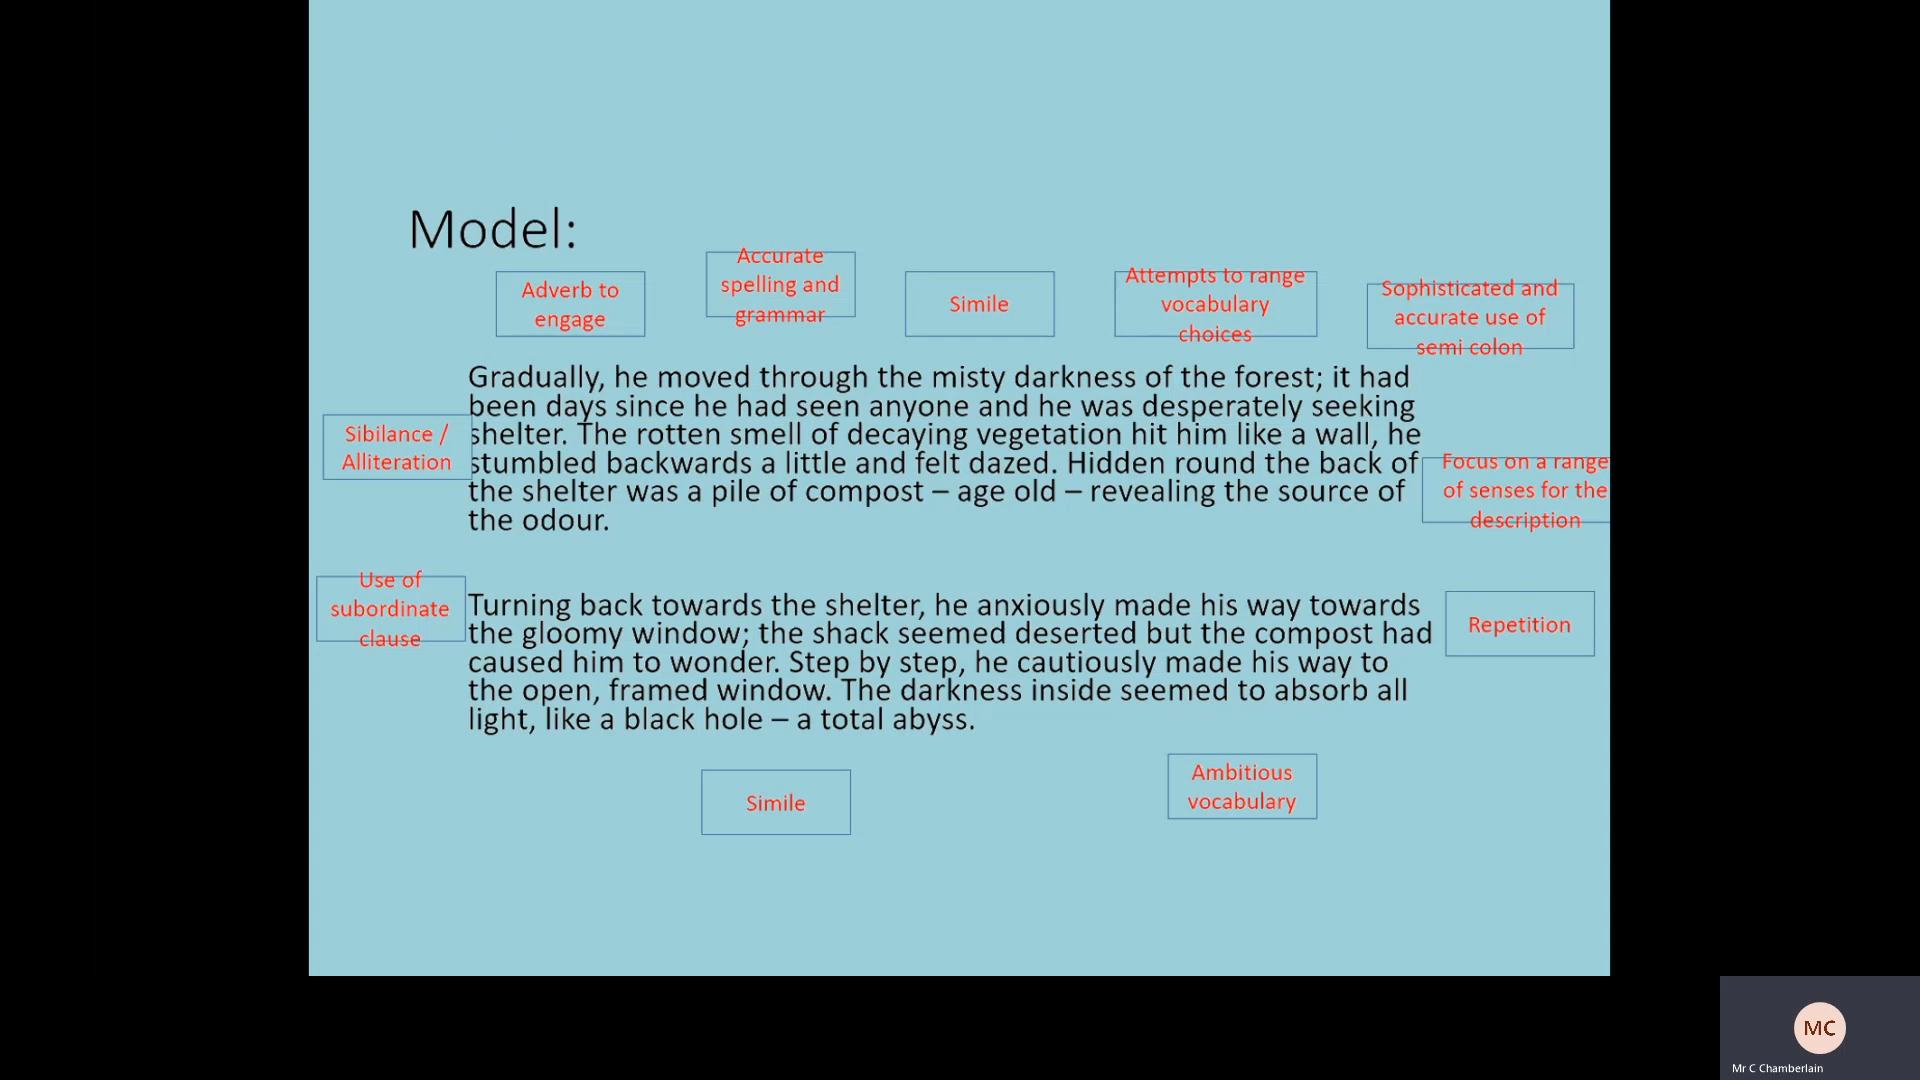 Model:
Adverb to
engage
Accurate
spelling and
grammar
Simile
Attempts to range
vocabulary
choices
Sophisticated and
accurate use of
semi colon
Gradually, he moved through the misty darkness of the forest; it had
been days since he had seen anyone and he was desperately seeking
shelter. The rotten smell of decaying vegetation hit him like a wall, he
stumbled backwards a little and felt dazed. Hidden round the back of
the shelter was a pile of compost – age old – revealing the source of
the odour.
Sibilance /
Alliteration
Focus on a range
of senses for the
description
Use of
subordinate
clause
Turning back towards the shelter, he anxiously made his way towards
the gloomy window; the shack seemed deserted but the compost had
caused him to wonder. Step by step, he cautiously made his way to
the open, framed window. The darkness inside seemed to absorb all
light, like a black hole – a total abyss.
Repetition
Simile
Ambitious
vocabulary
MC
Mr C Chamberlain